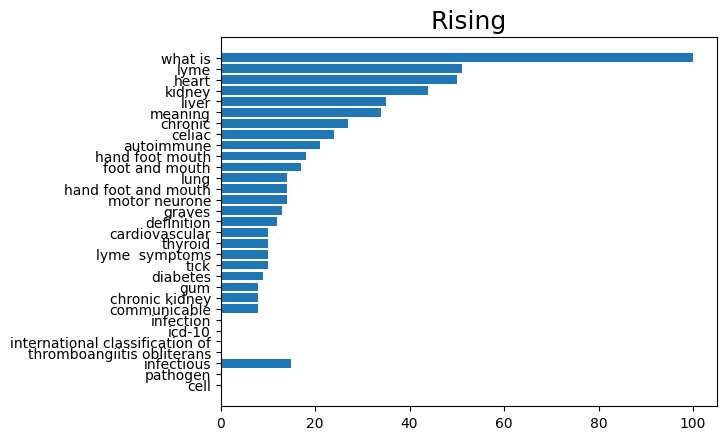 Rising
what is
lyme
heart
kidney
liver
meaning
chronic
celiac
autoimmune
hand foot mouth
foot and mouth
lung
hand foot and mouth
motor neurone
graves
definition
cardiovascular
thyroid
lyme  symptoms
tick
diabetes
gum
chronic kidney
communicable
infection
icd-10
international classification of
thromboangiitis obliterans
infectious
pathogen
cell
0 20 40 60 80 100